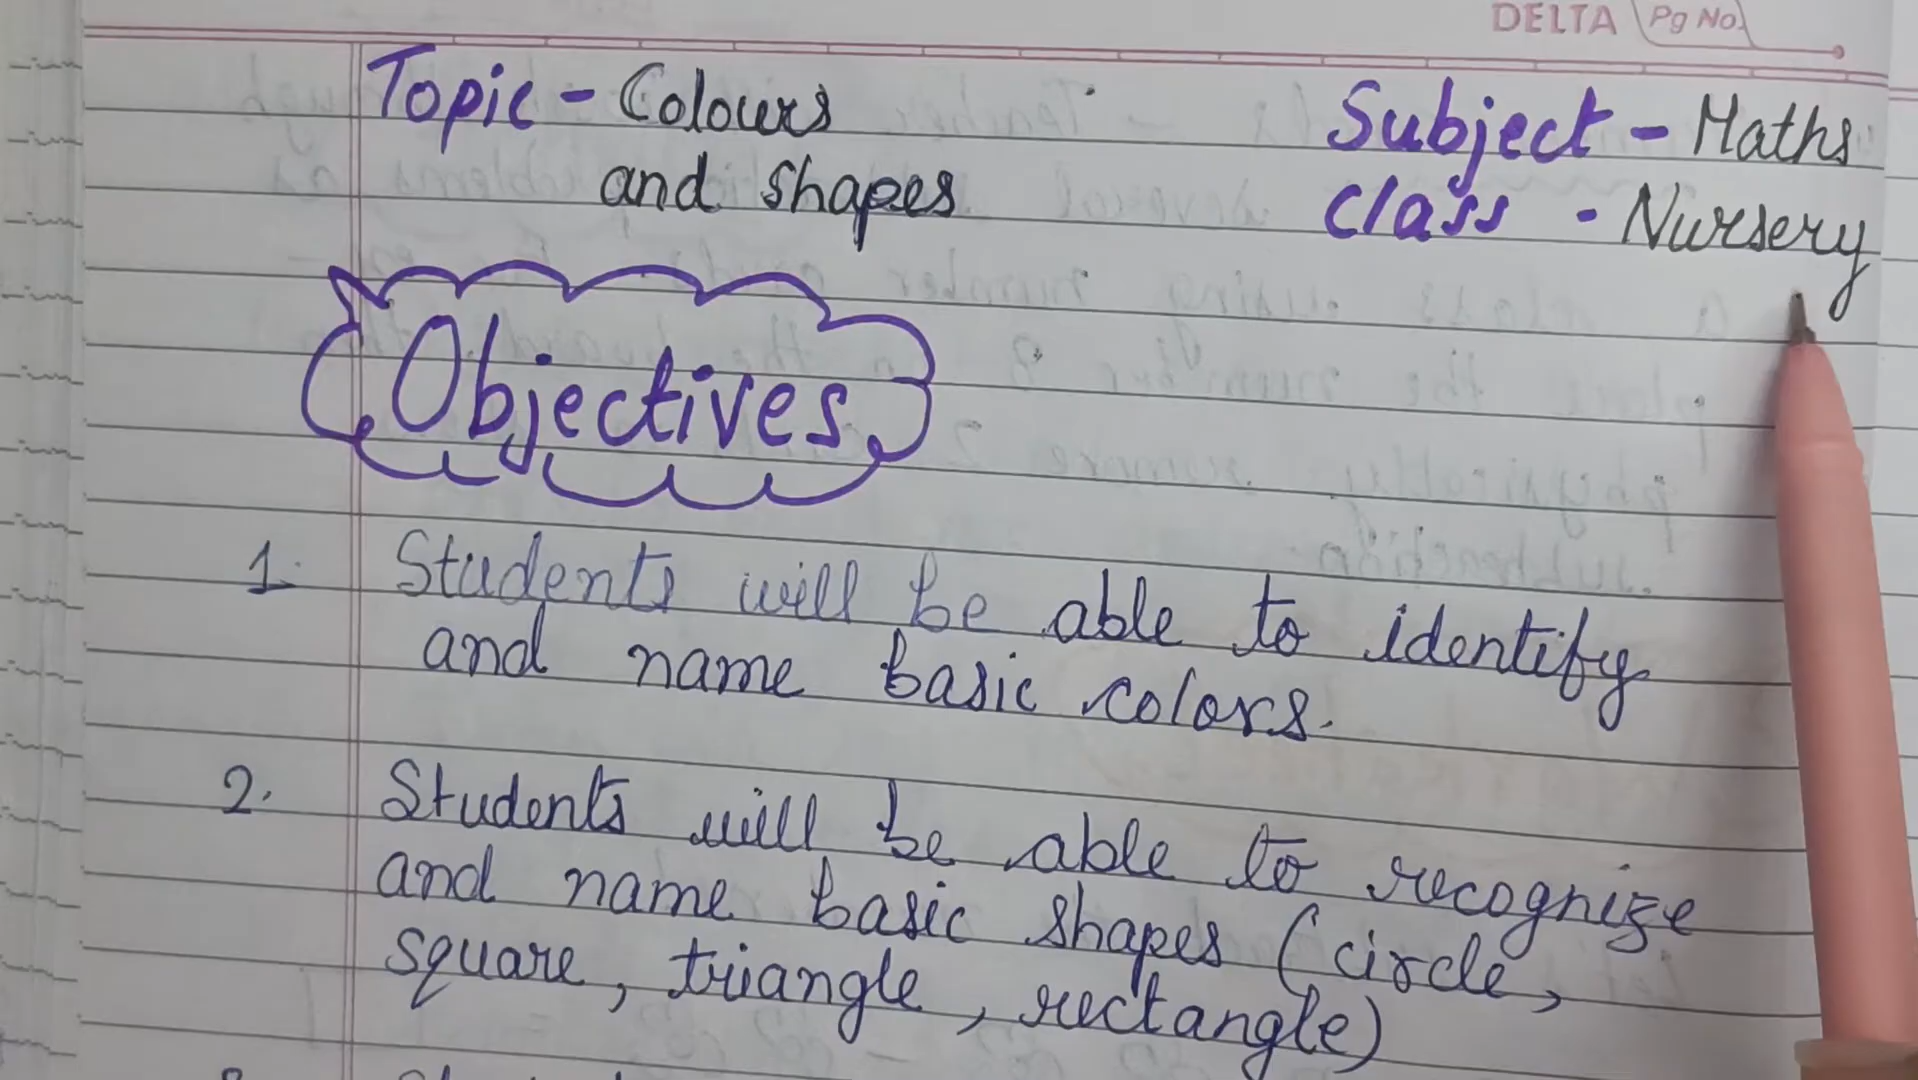 DELTA Pg No.
Topic - Colours
and shapes
Subject - Maths
Class - Nursery
Objectives
1. Students will be able to identify
and name basic colors.
2. Students will be able to recognize
and name basic shapes (circle,
square, triangle, rectangle)